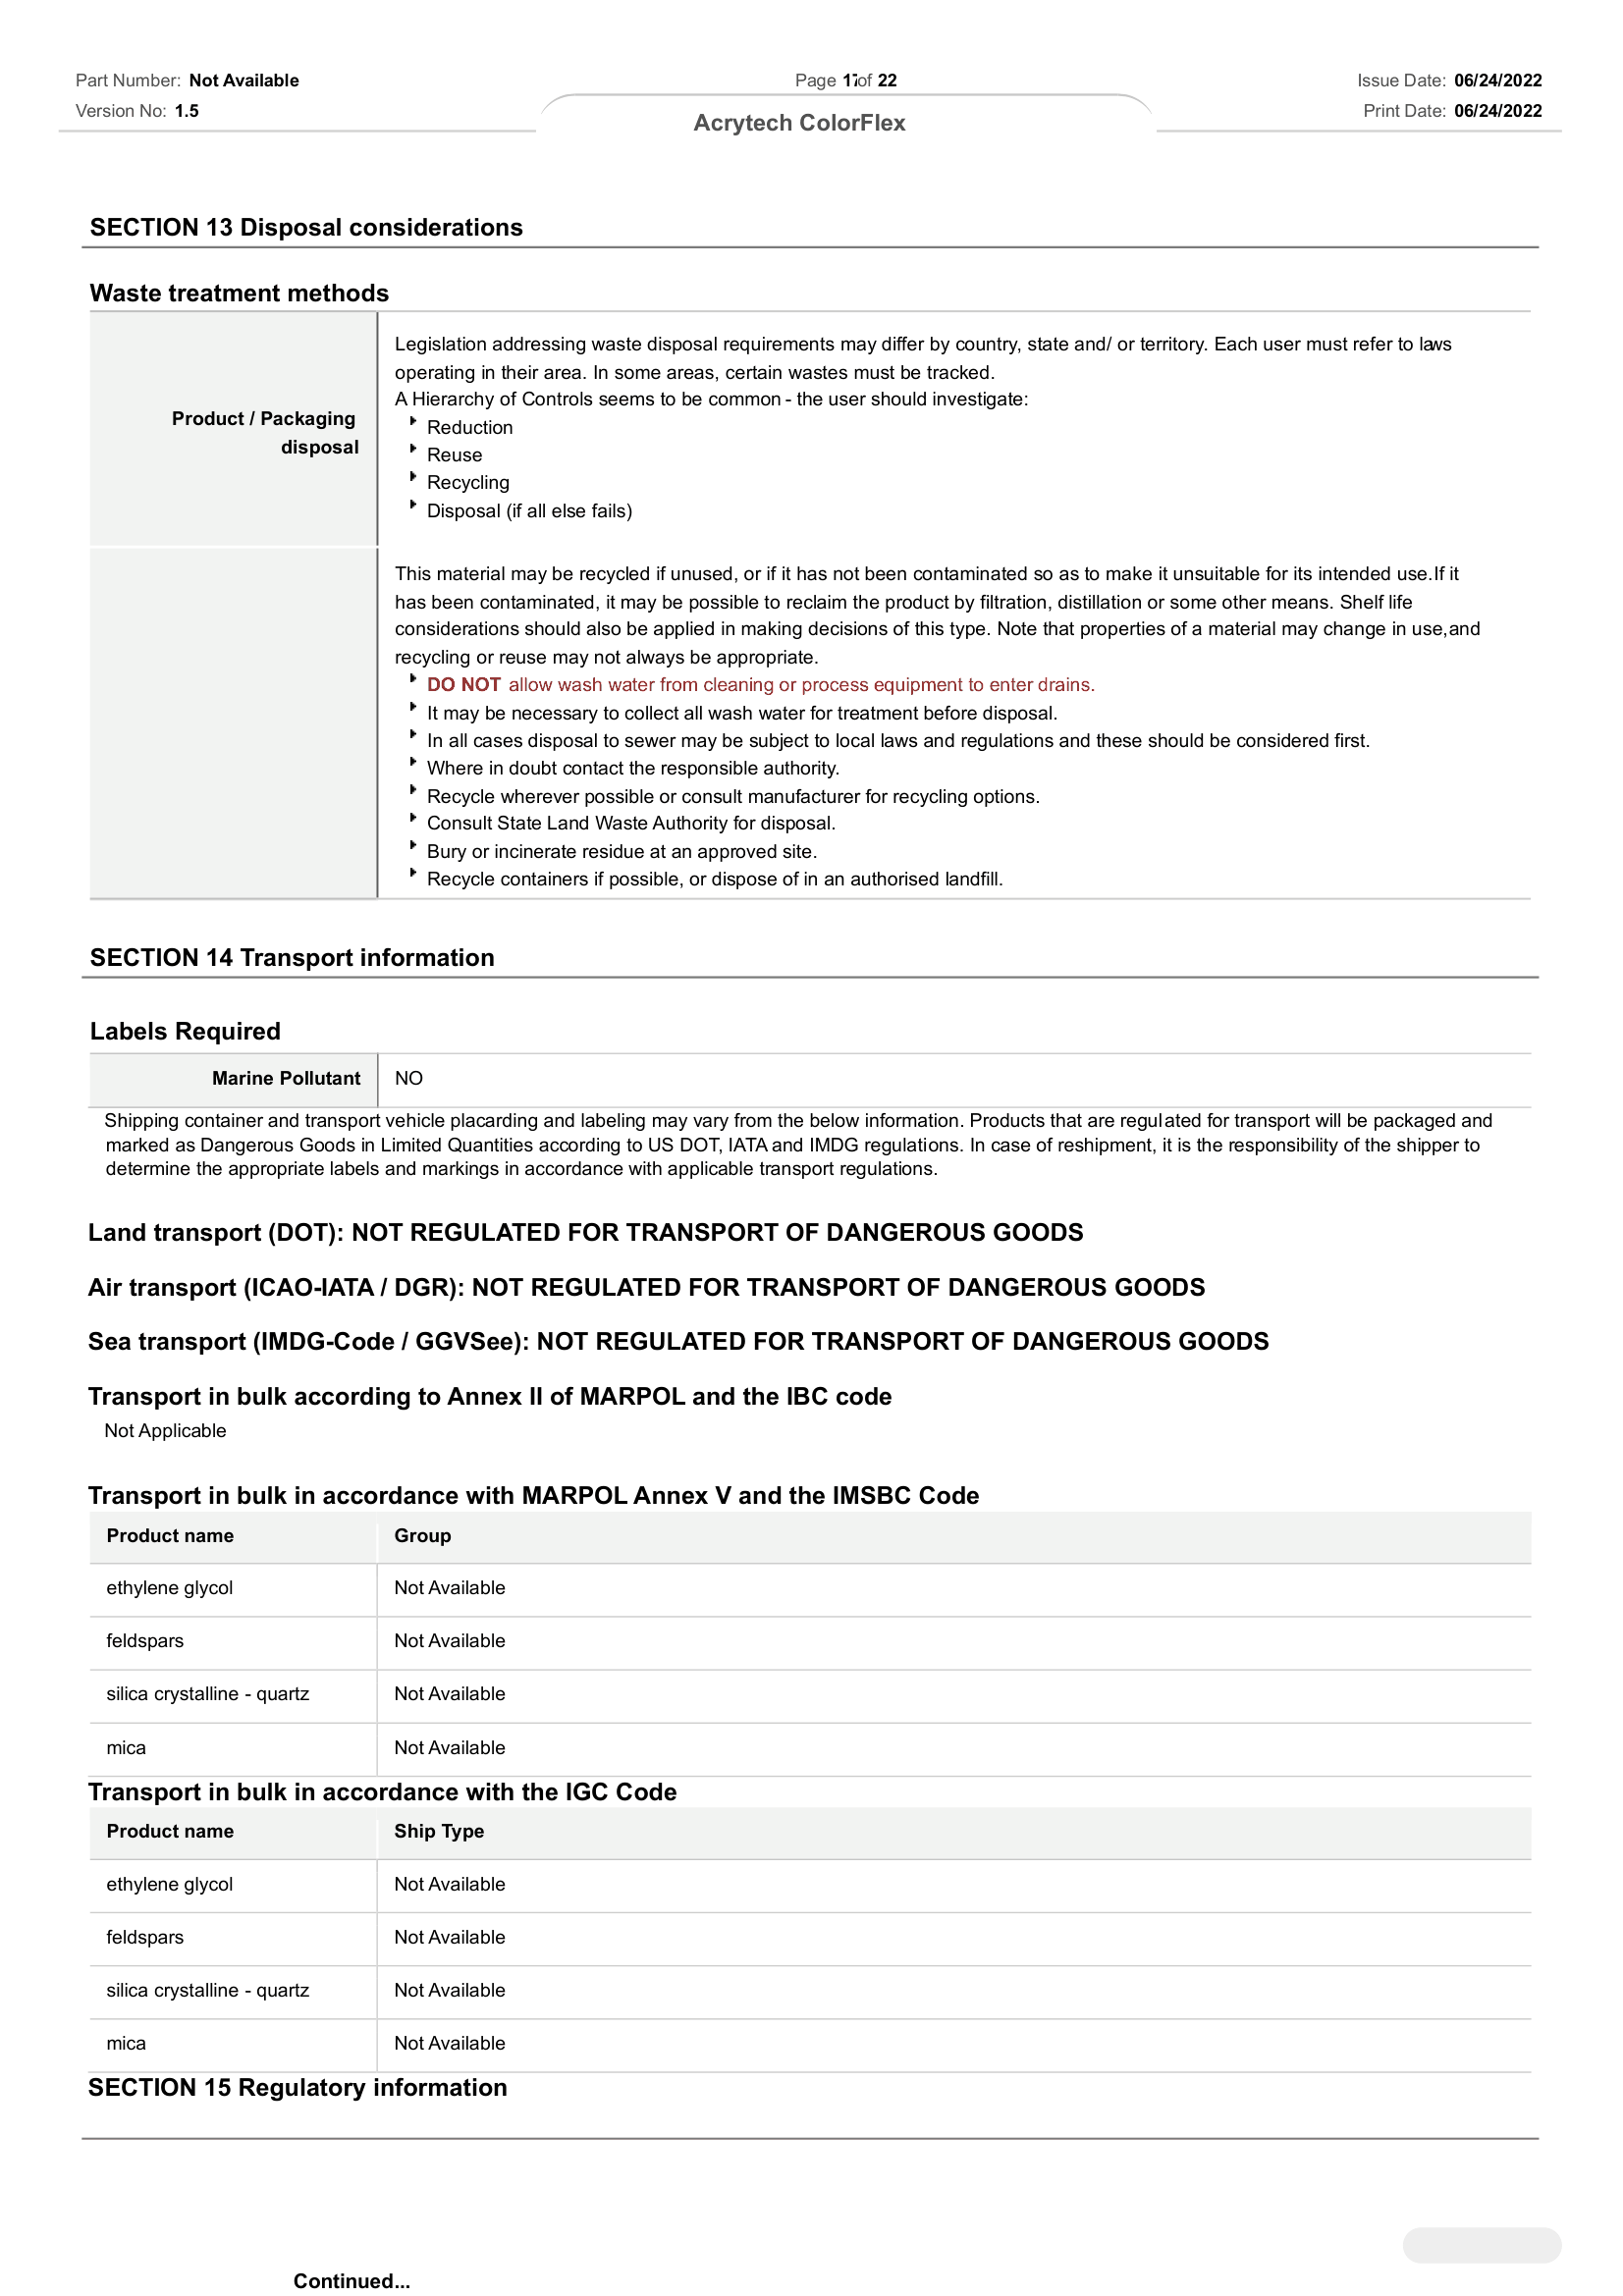 Part Number: Not Available
Page 17of 22
Issue Date: 06/24/2022
Version No: 1.5
Acrytech ColorFlex
Print Date: 06/24/2022
SECTION 13 Disposal considerations
Waste treatment methods
Product / Packaging
disposal
Legislation addressing waste disposal requirements may differ by country, state and/ or territory. Each user must refer to laws
operating in their area. In some areas, certain wastes must be tracked.
A Hierarchy of Controls seems to be common - the user should investigate:
Reduction
Reuse
Recycling
Disposal (if all else fails)
This material may be recycled if unused, or if it has not been contaminated so as to make it unsuitable for its intended use.If it
has been contaminated, it may be possible to reclaim the product by filtration, distillation or some other means. Shelf life
considerations should also be applied in making decisions of this type. Note that properties of a material may change in use,and
recycling or reuse may not always be appropriate.
DO NOT allow wash water from cleaning or process equipment to enter drains.
It may be necessary to collect all wash water for treatment before disposal.
In all cases disposal to sewer may be subject to local laws and regulations and these should be considered first.
Where in doubt contact the responsible authority.
Recycle wherever possible or consult manufacturer for recycling options.
Consult State Land Waste Authority for disposal.
Bury or incinerate residue at an approved site.
Recycle containers if possible, or dispose of in an authorised landfill.
SECTION 14 Transport information
Labels Required
Marine Pollutant NO
Shipping container and transport vehicle placarding and labeling may vary from the below information. Products that are regulated for transport will be packaged and
marked as Dangerous Goods in Limited Quantities according to US DOT, IATA and IMDG regulations. In case of reshipment, it is the responsibility of the shipper to
determine the appropriate labels and markings in accordance with applicable transport regulations.
Land transport (DOT): NOT REGULATED FOR TRANSPORT OF DANGEROUS GOODS
Air transport (ICAO-IATA / DGR): NOT REGULATED FOR TRANSPORT OF DANGEROUS GOODS
Sea transport (IMDG-Code / GGVSee): NOT REGULATED FOR TRANSPORT OF DANGEROUS GOODS
Transport in bulk according to Annex II of MARPOL and the IBC code
Not Applicable
Transport in bulk in accordance with MARPOL Annex V and the IMSBC Code
Product name Group
ethylene glycol Not Available
feldspars Not Available
silica crystalline - quartz Not Available
mica Not Available
Transport in bulk in accordance with the IGC Code
Product name Ship Type
ethylene glycol Not Available
feldspars Not Available
silica crystalline - quartz Not Available
mica Not Available
SECTION 15 Regulatory information
Continued...